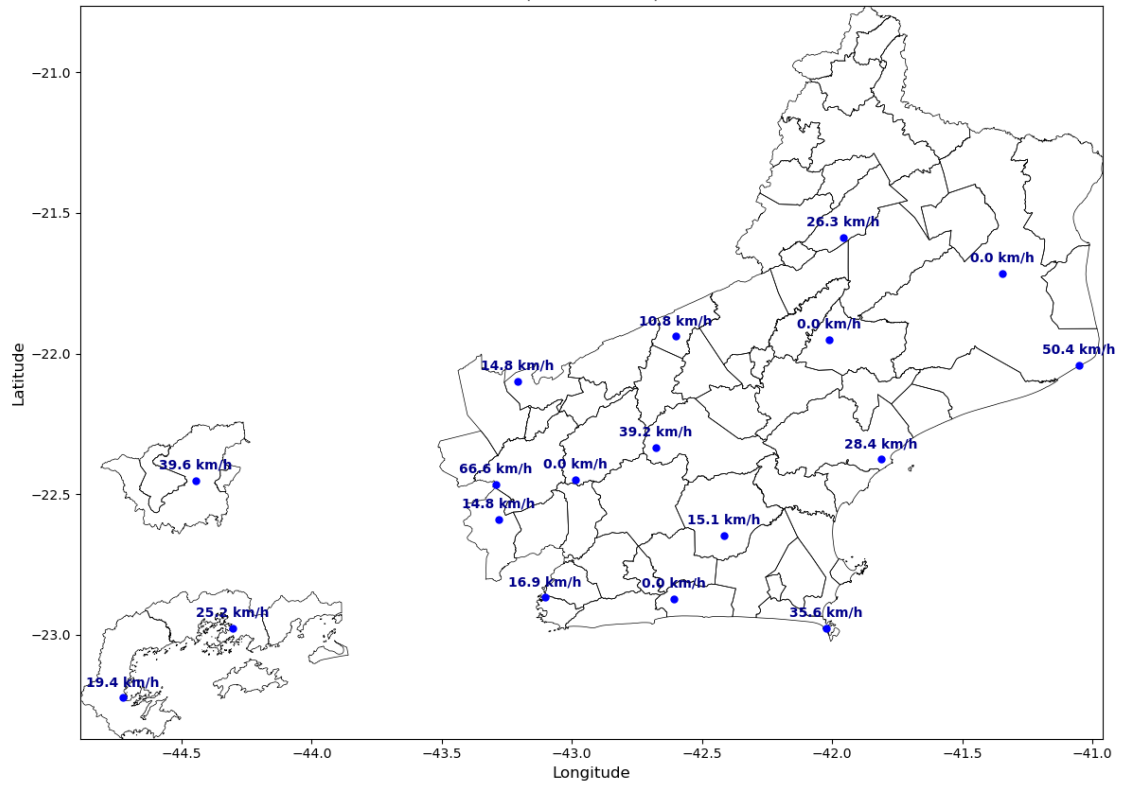 −21.0
26.3 km/h
−21.5
0.0 km/h
10.8 km/h
0.0 km/h
−22.0
50.4 km/h
14.8 km/h
Latitude
39.2 km/h
28.4 km/h
39.6 km/h
66.6 km/h
0.0 km/h
−22.5
14.8 km/h
15.1 km/h
16.9 km/h
0.0 km/h
25.2 km/h
35.6 km/h
−23.0
19.4 km/h
−44.5
−44.0
−43.5
−43.0
−42.5
−42.0
−41.5
−41.0
Longitude